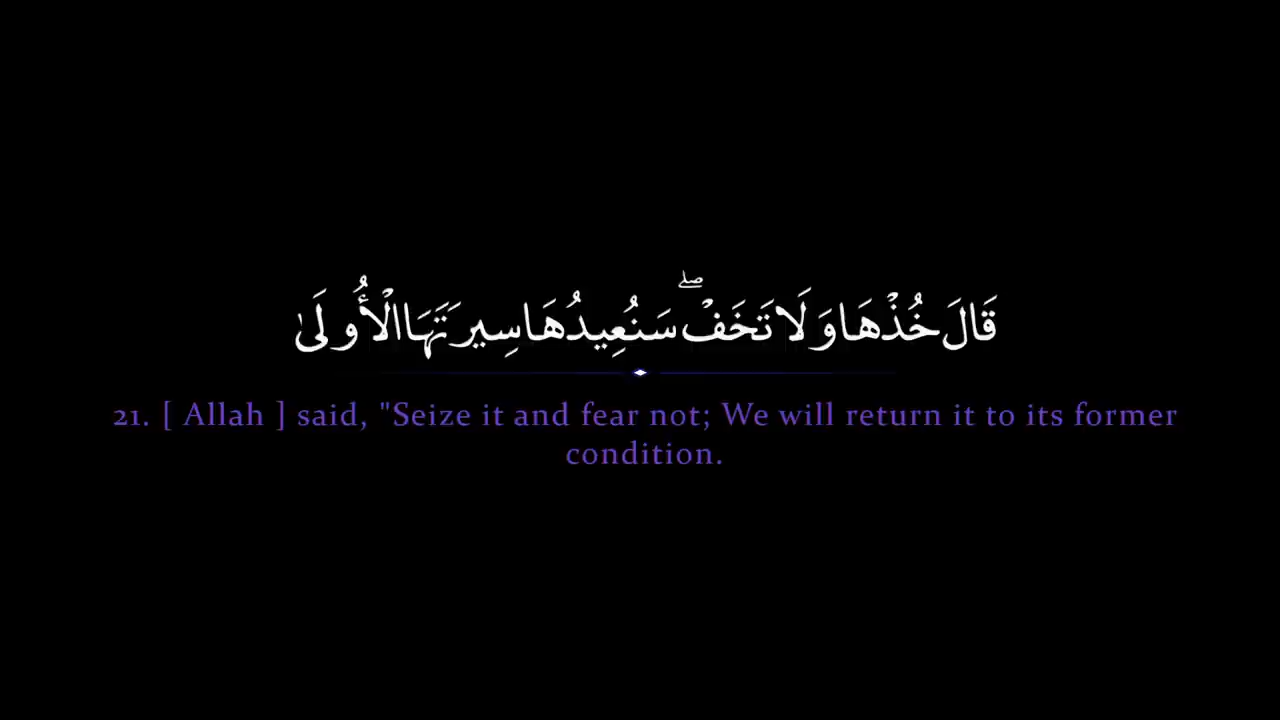 قَالَ خُذْهَا وَلَا تَخَفْ ۖ سَنُعِيدُهَا سِيرَتَهَا الْأُولَىٰ
21. [ Allah ] said, "Seize it and fear not; We will return it to its former
condition.